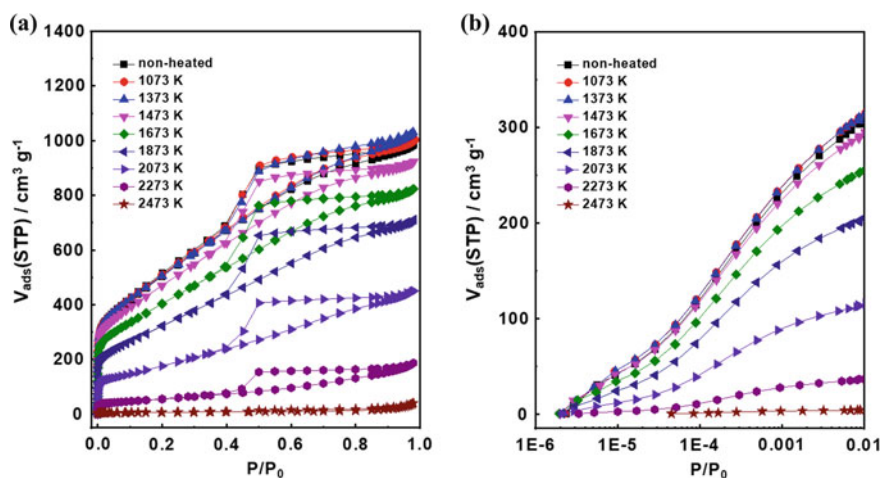 (a)
1400
1200
1000
800
600
400
200
0
V_ads(STP) / cm³ g⁻¹
non-heated
1073 K
1373 K
1473 K
1673 K
1873 K
2073 K
2273 K
2473 K
0.0 0.2 0.4 0.6 0.8 1.0
P/P₀
(b)
400
300
200
100
0
V_ads(STP) / cm³ g⁻¹
non-heated
1073 K
1373 K
1473 K
1673 K
1873 K
2073 K
2273 K
2473 K
1E-6 1E-5 1E-4 0.001 0.01
P/P₀